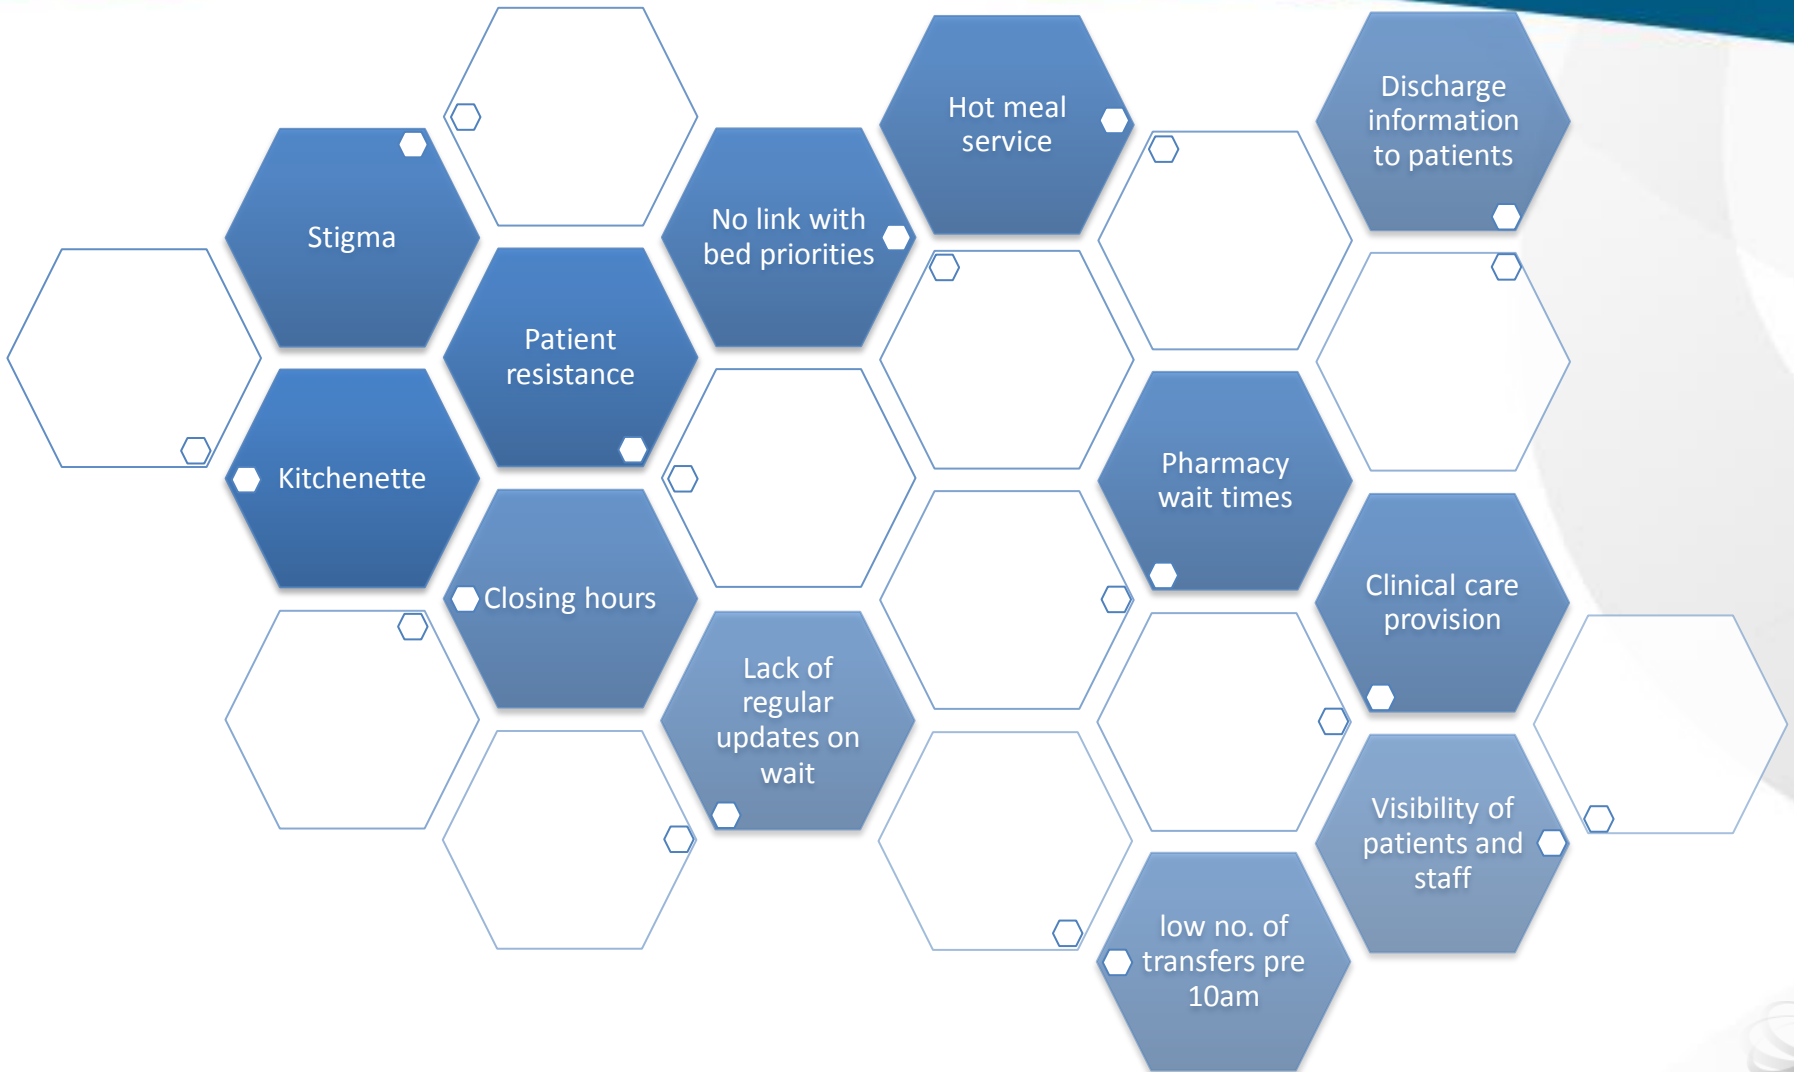 Hot meal
service
Discharge
information
to patients
Stigma
No link with
bed priorities
Patient
resistance
Kitchenette
Pharmacy
wait times
Closing hours
Clinical care
provision
Lack of
regular
updates on
wait
Visibility of
patients and
staff
low no. of
transfers pre
10am